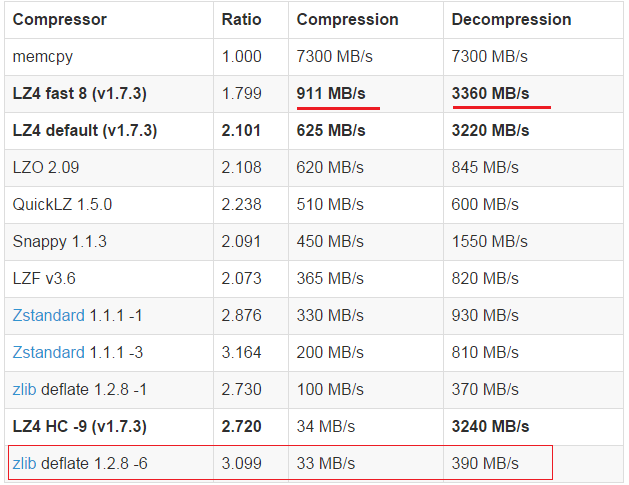 Compressor Ratio Compression Decompression
memcpy 1.000 7300 MB/s 7300 MB/s
LZ4 fast 8 (v1.7.3) 1.799 911 MB/s 3360 MB/s
LZ4 default (v1.7.3) 2.101 625 MB/s 3220 MB/s
LZO 2.09 2.108 620 MB/s 845 MB/s
QuickLZ 1.5.0 2.238 510 MB/s 600 MB/s
Snappy 1.1.3 2.091 450 MB/s 1550 MB/s
LZF v3.6 2.073 365 MB/s 820 MB/s
Zstandard 1.1.1 -1 2.876 330 MB/s 930 MB/s
Zstandard 1.1.1 -3 3.164 200 MB/s 810 MB/s
zlib deflate 1.2.8 -1 2.730 100 MB/s 370 MB/s
LZ4 HC -9 (v1.7.3) 2.720 34 MB/s 3240 MB/s
zlib deflate 1.2.8 -6 3.099 33 MB/s 390 MB/s